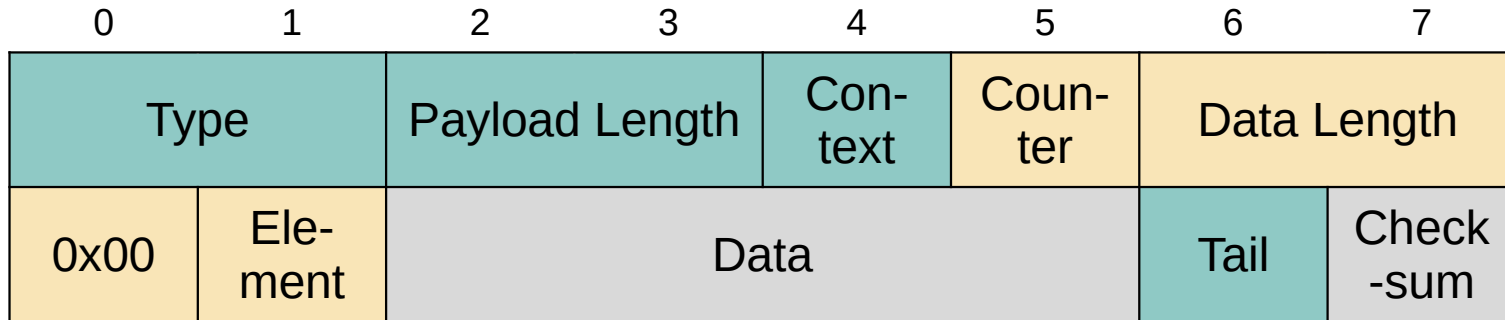 0 1 2 3 4 5 6 7
Type Payload Length Con-
text Coun-
ter Data Length
0x00 Ele-
ment Data Tail Check
-sum